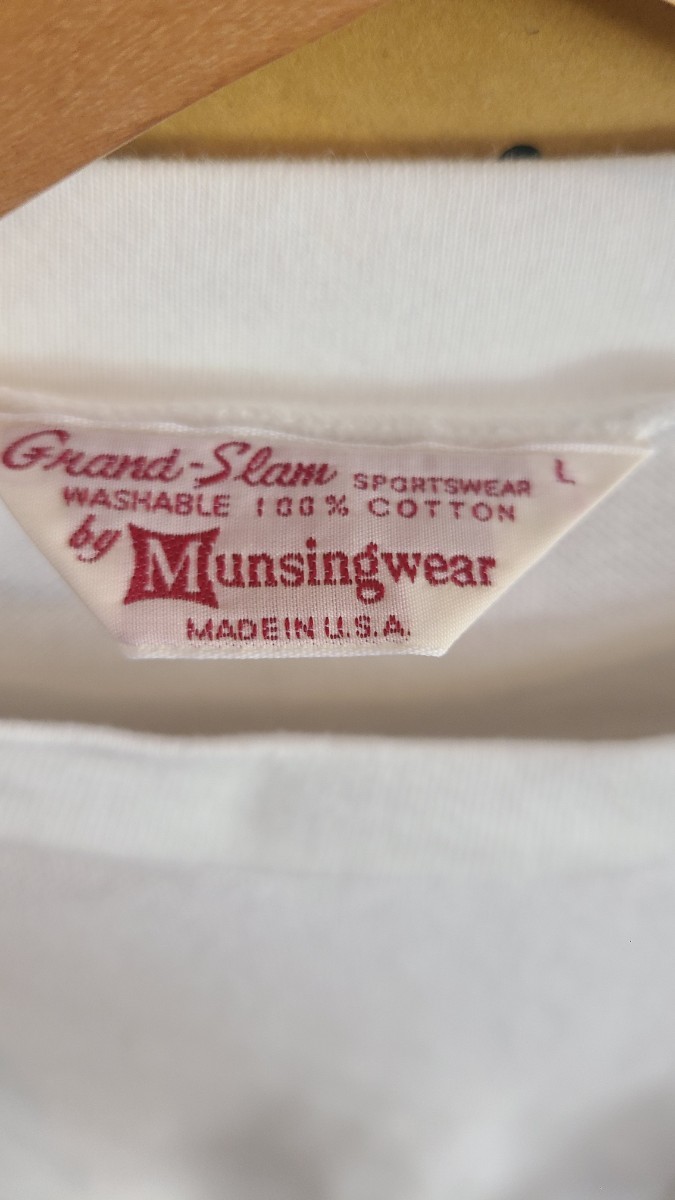 Grand-Slam SPORTSWEAR L
WASHABLE 100% COTTON
by Munsingwear
MADE IN U.S.A.